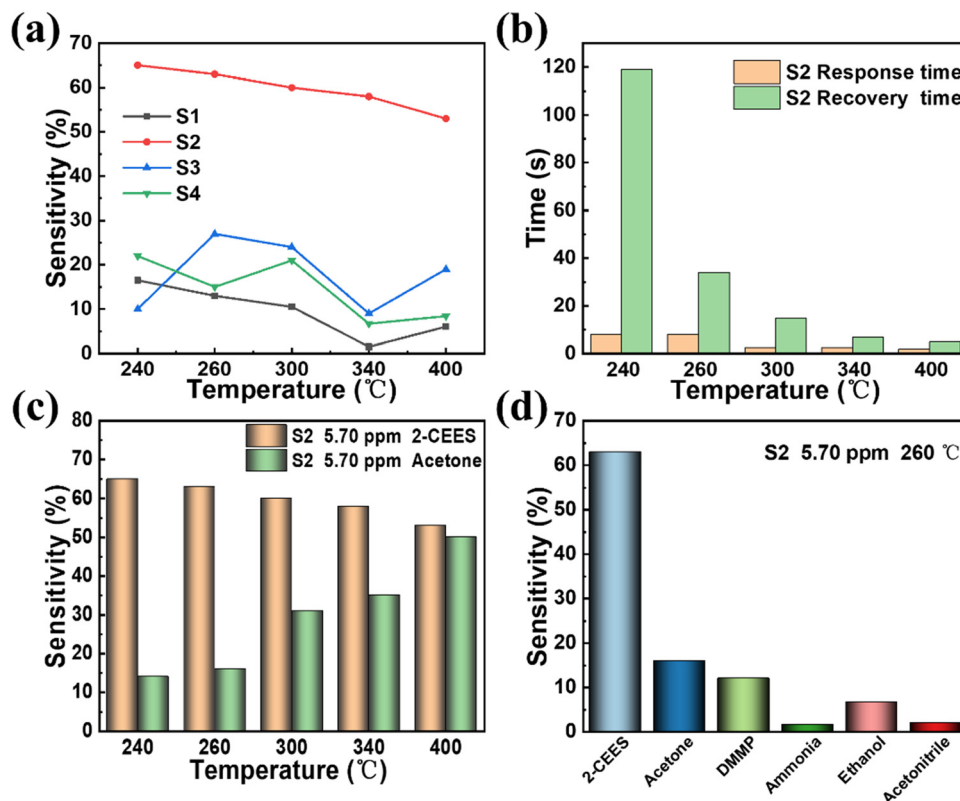 (a)
70
60
50
40
30
20
10
0
Sensitivity (%)
S1
S2
S3
S4
240 260 300 340 400
Temperature (℃)
(b)
120
100
80
60
40
20
0
Time (s)
S2 Response time
S2 Recovery time
240 260 300 340 400
Temperature (℃)
(c)
80
70
60
50
40
30
20
10
0
Sensitivity (%)
S2 5.70 ppm 2-CEES
S2 5.70 ppm Acetone
240 260 300 340 400
Temperature (℃)
(d)
70
60
50
40
30
20
10
0
Sensitivity (%)
S2 5.70 ppm 260 ℃
2-CEES
Acetone
DMMP
Ammonia
Ethanol
Acetonitrile